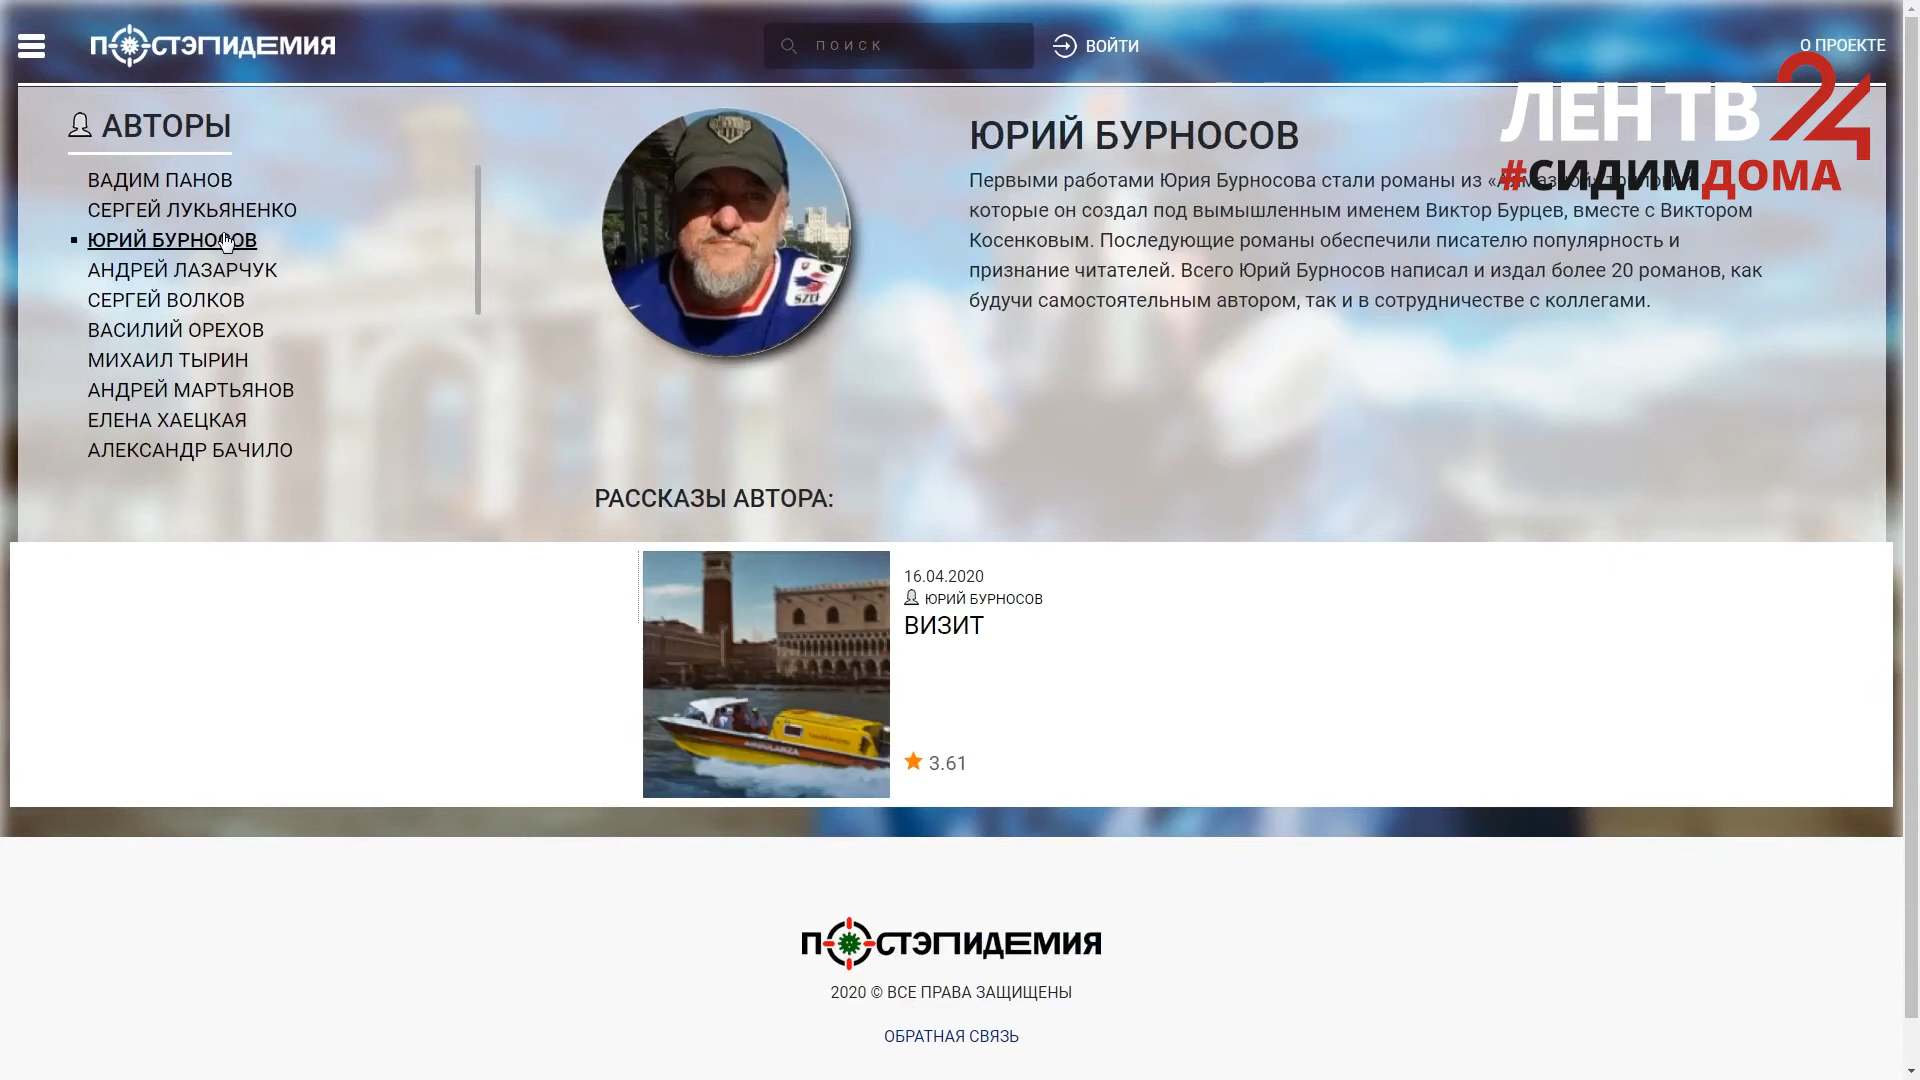 ПОСТЭПИДЕМИЯ
ПОИСК
ВОЙТИ
О ПРОЕКТЕ
ЛЕН ТВ 24
#СИДИМДОМА
АВТОРЫ
ВАДИМ ПАНОВ
СЕРГЕЙ ЛУКЬЯНЕНКО
ЮРИЙ БУРНОСОВ
АНДРЕЙ ЛАЗАРЧУК
СЕРГЕЙ ВОЛКОВ
ВАСИЛИЙ ОРЕХОВ
МИХАИЛ ТЫРИН
АНДРЕЙ МАРТЬЯНОВ
ЕЛЕНА ХАЕЦКАЯ
АЛЕКСАНДР БАЧИЛО
ЮРИЙ БУРНОСОВ
Первыми работами Юрия Бурносова стали романы из
которые он создал под вымышленным именем Виктор Бурцев, вместе с Виктором
Косенковым. Последующие романы обеспечили писателю популярность и
признание читателей. Всего Юрий Бурносов написал и издал более 20 романов, как
будучи самостоятельным автором, так и в сотрудничестве с коллегами.
РАССКАЗЫ АВТОРА:
16.04.2020
ЮРИЙ БУРНОСОВ
ВИЗИТ
3.61
ПОСТЭПИДЕМИЯ
2020 © ВСЕ ПРАВА ЗАЩИЩЕНЫ
ОБРАТНАЯ СВЯЗЬ